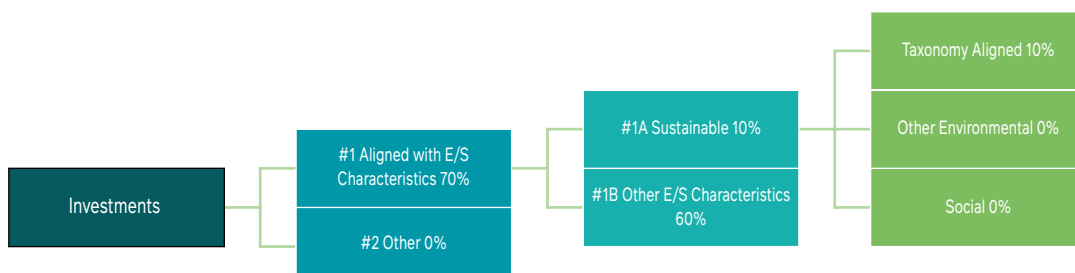 Investments
#1 Aligned with E/S
Characteristics 70%
#2 Other 0%
#1A Sustainable 10%
#1B Other E/S Characteristics
60%
Taxonomy Aligned 10%
Other Environmental 0%
Social 0%